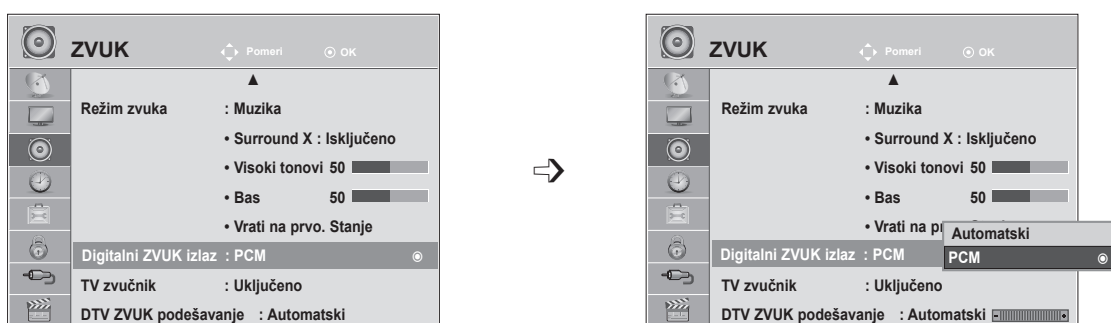 ZVUK Pomeri OK
Režim zvuka : Muzika
• Surround X : Isključeno
• Visoki tonovi 50
• Bas 50
• Vrati na prvo. Stanje
Digitalni ZVUK izlaz : PCM
TV zvučnik : Uključeno
DTV ZVUK podešavanje : Automatski
ZVUK Pomeri OK
Režim zvuka : Muzika
• Surround X : Isključeno
• Visoki tonovi 50
• Bas 50
• Vrati na
Automatski
Digitalni ZVUK izlaz : PCM
PCM
TV zvučnik : Uključeno
DTV ZVUK podešavanje : Automatski